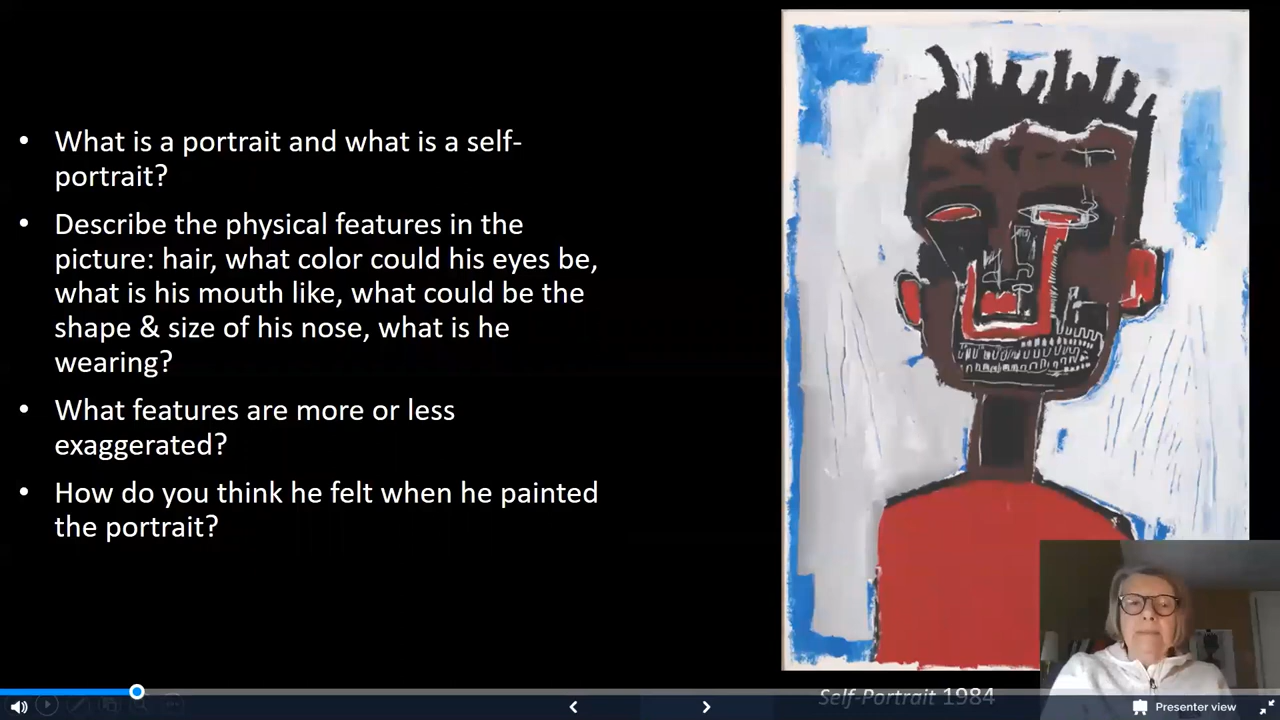 • What is a portrait and what is a self-
portrait?
• Describe the physical features in the
picture: hair, what color could his eyes be,
what is his mouth like, what could be the
shape & size of his nose, what is he
wearing?
• What features are more or less
exaggerated?
• How do you think he felt when he painted
the portrait?
Self-Portrait 1984
Presenter view